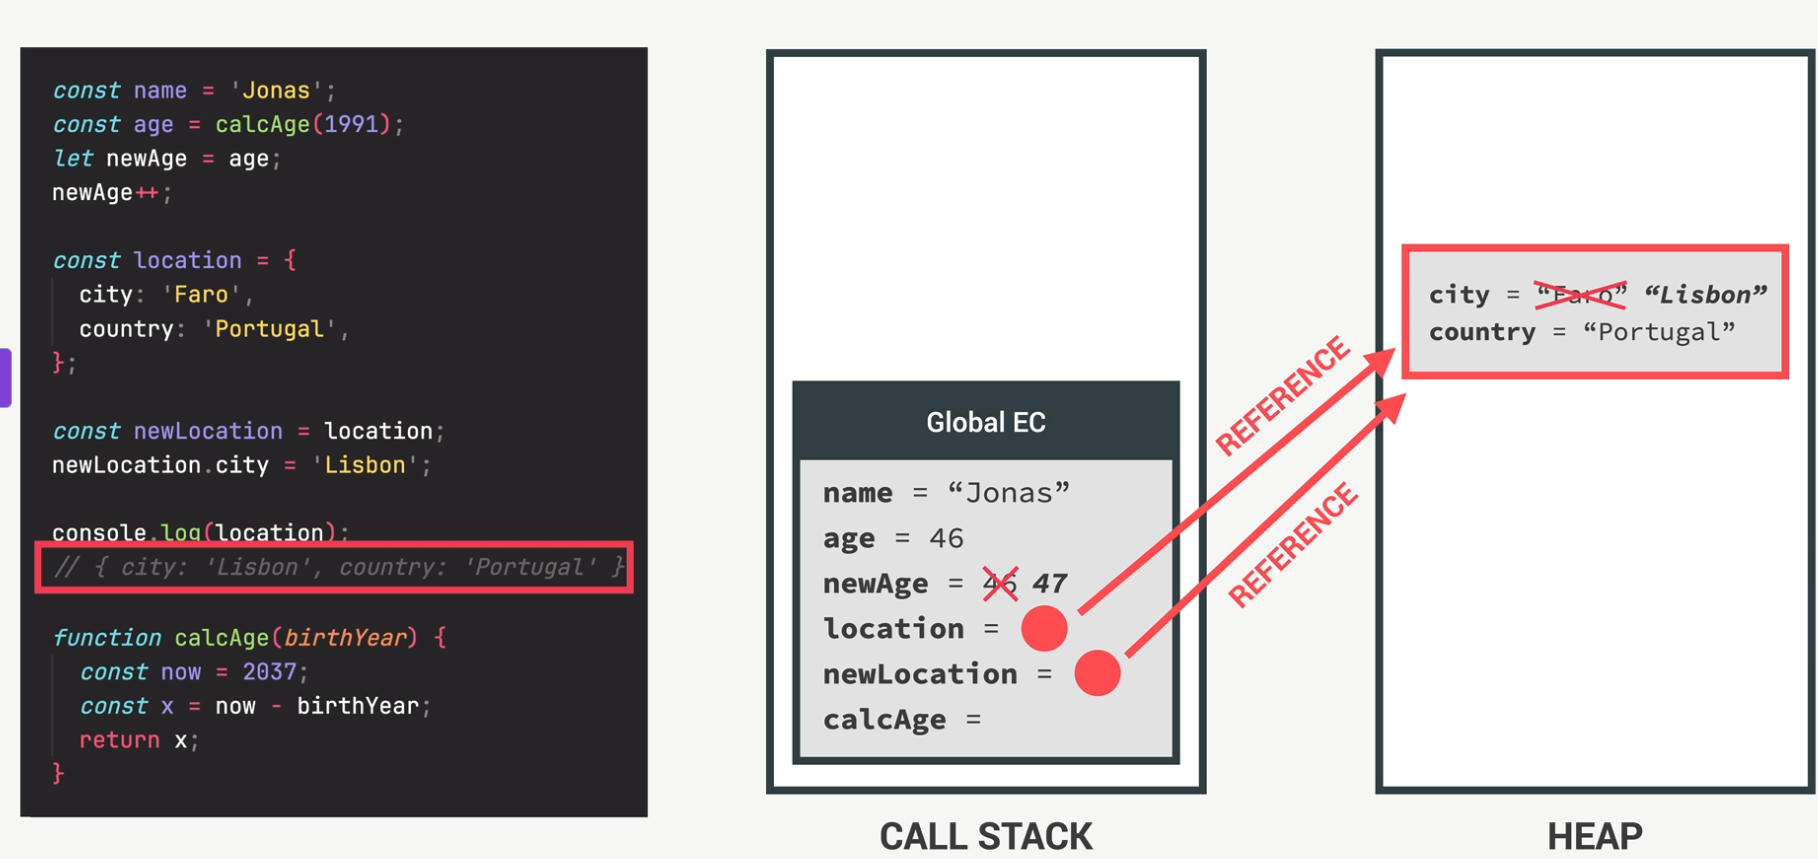 const name = 'Jonas';
const age = calcAge(1991);
let newAge = age;
newAge++;
const location = {
city: 'Faro',
country: 'Portugal',
};
const newLocation = location;
newLocation.city = 'Lisbon';
console.log(location);
// { city: 'Lisbon', country: 'Portugal' }
function calcAge(birthYear) {
const now = 2037;
const x = now - birthYear;
return x;
}
Global EC
name = “Jonas”
age = 46
newAge = 46 47
location =
newLocation =
calcAge =
CALL STACK
REFERENCE
REFERENCE
city = “Faro” “Lisbon”
country = “Portugal”
HEAP